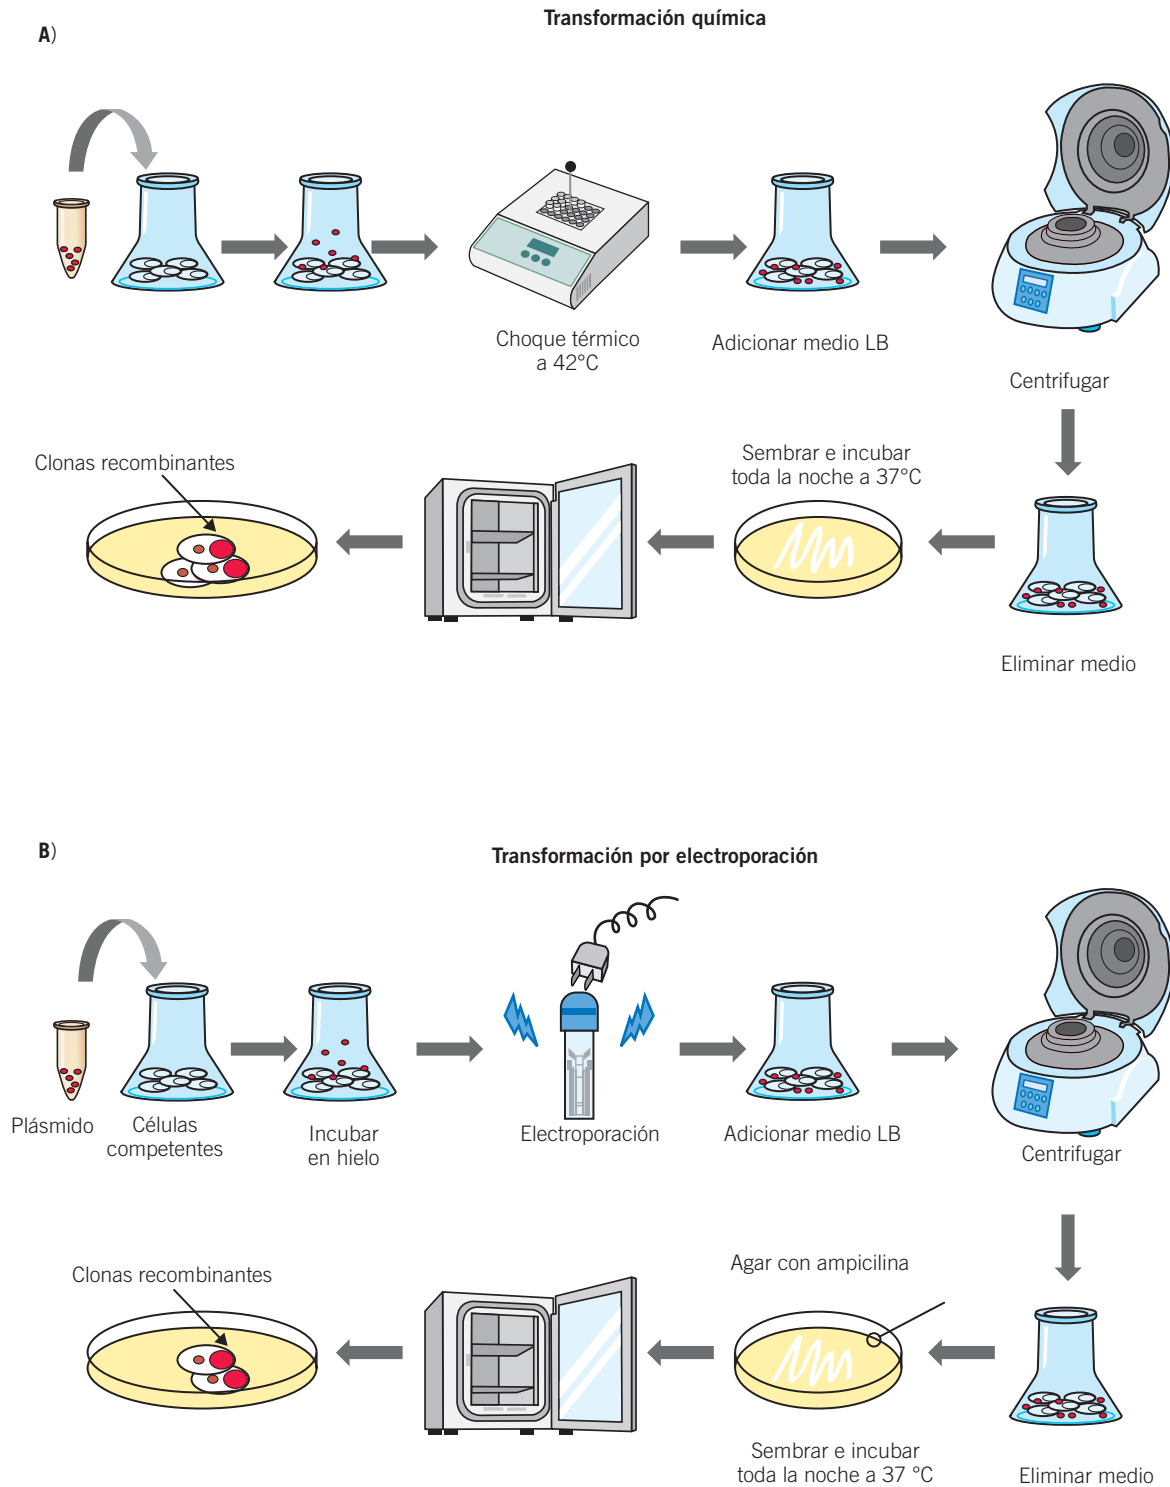 Transformación química
A)
Choque térmico
a 42°C
Adicionar medio LB
Centrifugar
Clonas recombinantes
Sembrar e incubar
toda la noche a 37°C
Eliminar medio
B)
Transformación por electroporación
Plásmido
Células
competentes
Incubar
en hielo
Electroporación
Adicionar medio LB
Centrifugar
Clonas recombinantes
Agar con ampicilina
Sembrar e incubar
toda la noche a 37 °C
Eliminar medio